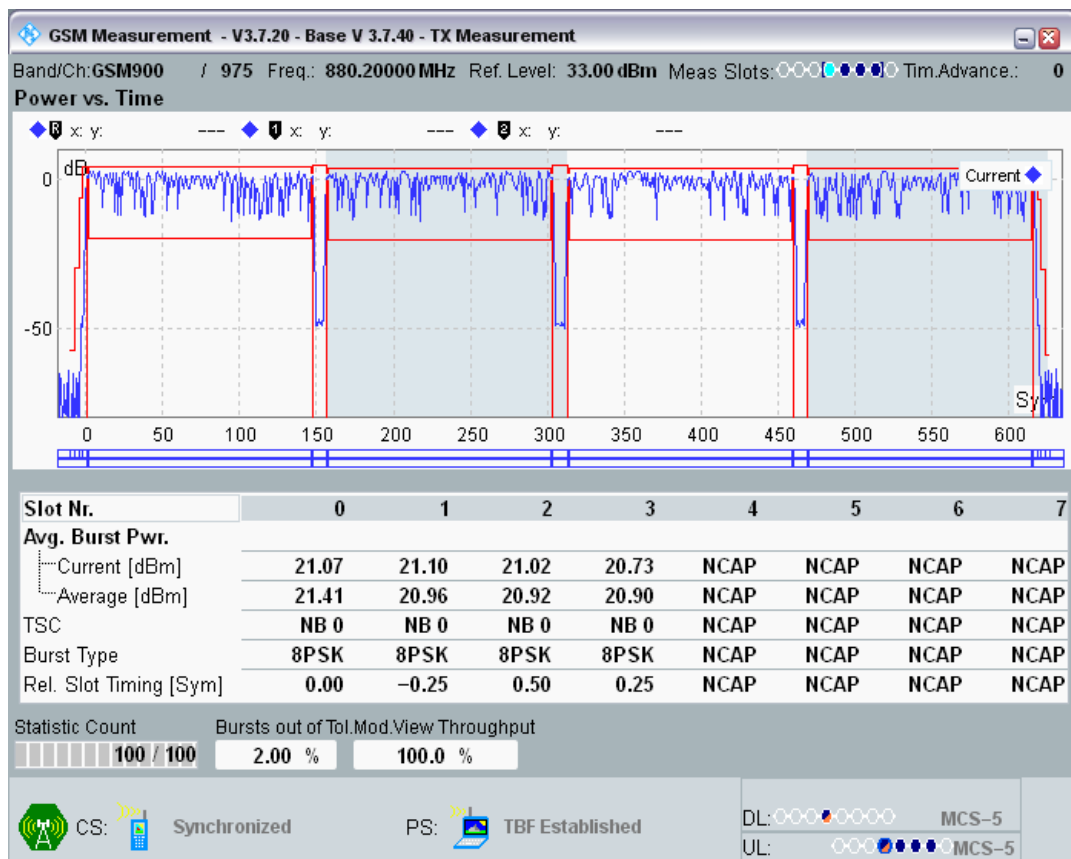 GSM Measurement - V3.7.20 - Base V 3.7.40 - TX Measurement
Band/Ch:GSM900 / 975 Freq.: 880.20000 MHz Ref. Level: 33.00 dBm Meas Slots: Tim.Advance.: 0
Power vs. Time
R x: y: --- 1 x: y: --- 2 x: y: ---
dB
Current
0
-50
Sy
0 50 100 150 200 250 300 350 400 450 500 550 600
Slot Nr. 0 1 2 3 4 5 6 7
Avg. Burst Pwr.
Current [dBm] 21.07 21.10 21.02 20.73 NCAP NCAP NCAP NCAP
Average [dBm] 21.41 20.96 20.92 20.90 NCAP NCAP NCAP NCAP
TSC NB 0 NB 0 NB 0 NB 0 NCAP NCAP NCAP NCAP
Burst Type 8PSK 8PSK 8PSK 8PSK NCAP NCAP NCAP NCAP
Rel. Slot Timing [Sym] 0.00 −0.25 0.50 0.25 NCAP NCAP NCAP NCAP
Statistic Count Bursts out of Tol. Mod.View Throughput
100 / 100 2.00 % 100.0 %
CS: Synchronized PS: TBF Established
DL: MCS−5
UL: MCS−5